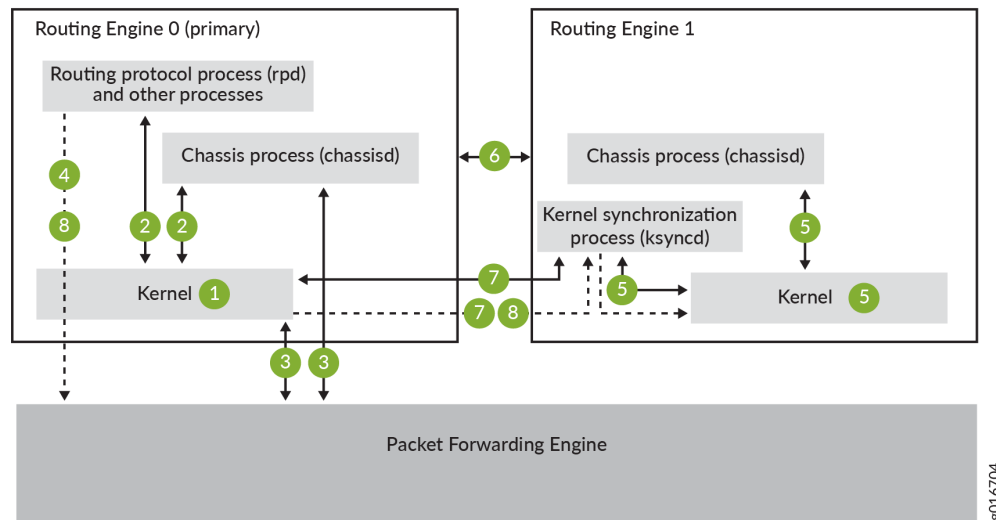 Routing Engine 0 (primary)
Routing Engine 1
Routing protocol process (rpd)
and other processes
Chassis process (chassisd)
Chassis process (chassisd)
6
4
8
2
2
Kernel synchronization
process (ksyncd)
5
7
5
Kernel 1
Kernel 5
7 8
3 3
Packet Forwarding Engine
g016704